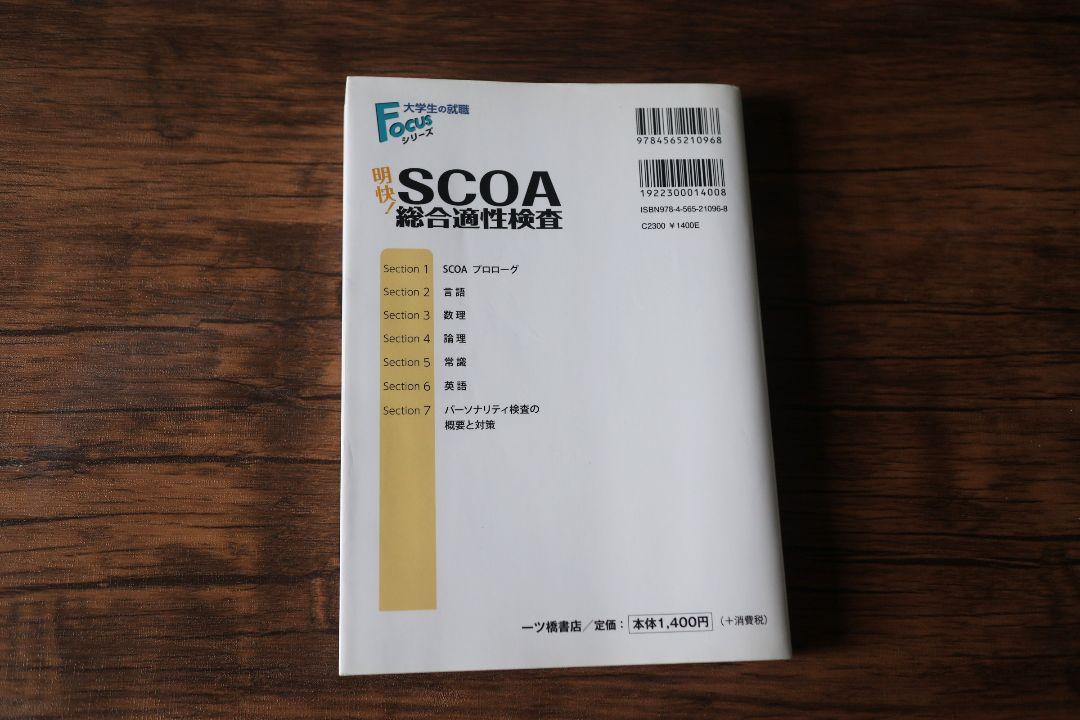 大学生の就職
Focus
シリーズ
明快!
SCOA
総合適性検査
9784565210968
1922300014008
ISBN978-4-565-21096-8
C2300 ¥1400E
Section 1 SCOA プロローグ
Section 2 言語
Section 3 数理
Section 4 論理
Section 5 常識
Section 6 英語
Section 7 パーソナリティ検査の
概要と対策
一ツ橋書店/定価: 本体1,400円 (+消費税)